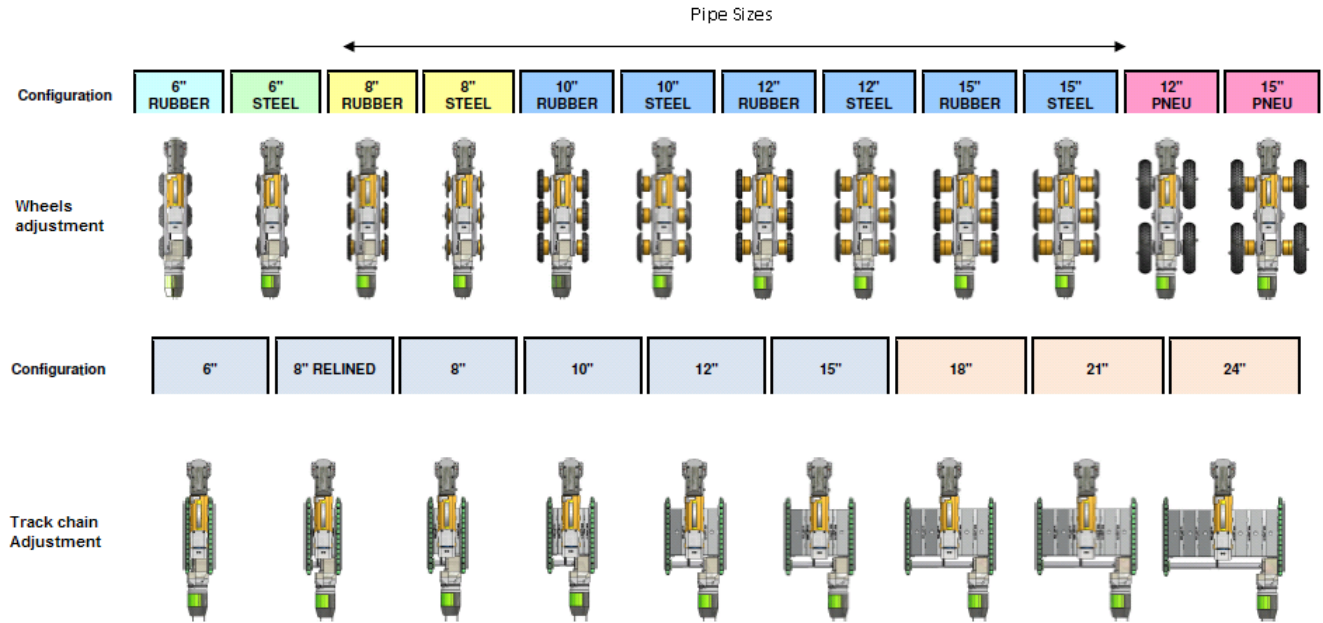 Pipe Sizes
Configuration
6" RUBBER
6" STEEL
8" RUBBER
8" STEEL
10" RUBBER
10" STEEL
12" RUBBER
12" STEEL
15" RUBBER
15" STEEL
12" PNEU
15" PNEU
Wheels
adjustment
Configuration
6"
8" RELINED
8"
10"
12"
15"
18"
21"
24"
Track chain
Adjustment